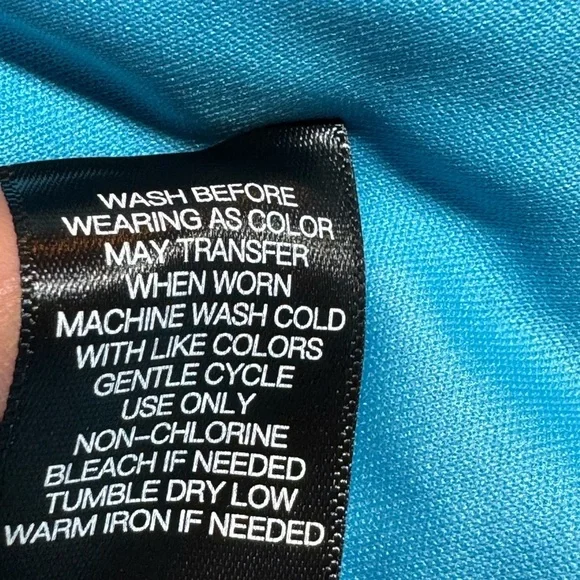 WASH BEFORE
WEARING AS COLOR
MAY TRANSFER
WHEN WORN
MACHINE WASH COLD
WITH LIKE COLORS
GENTLE CYCLE
USE ONLY
NON-CHLORINE
BLEACH IF NEEDED
TUMBLE DRY LOW
WARM IRON IF NEEDED